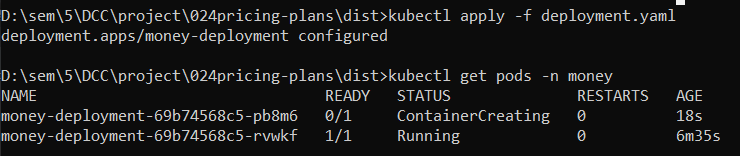 D:\sem\5\DCC\project\024pricing-plans\dist>kubectl apply -f deployment.yaml
deployment.apps/money-deployment configured
D:\sem\5\DCC\project\024pricing-plans\dist>kubectl get pods -n money
NAME READY STATUS RESTARTS AGE
money-deployment-69b74568c5-pb8m6 0/1 ContainerCreating 0 18s
money-deployment-69b74568c5-rvwkf 1/1 Running 0 6m35s